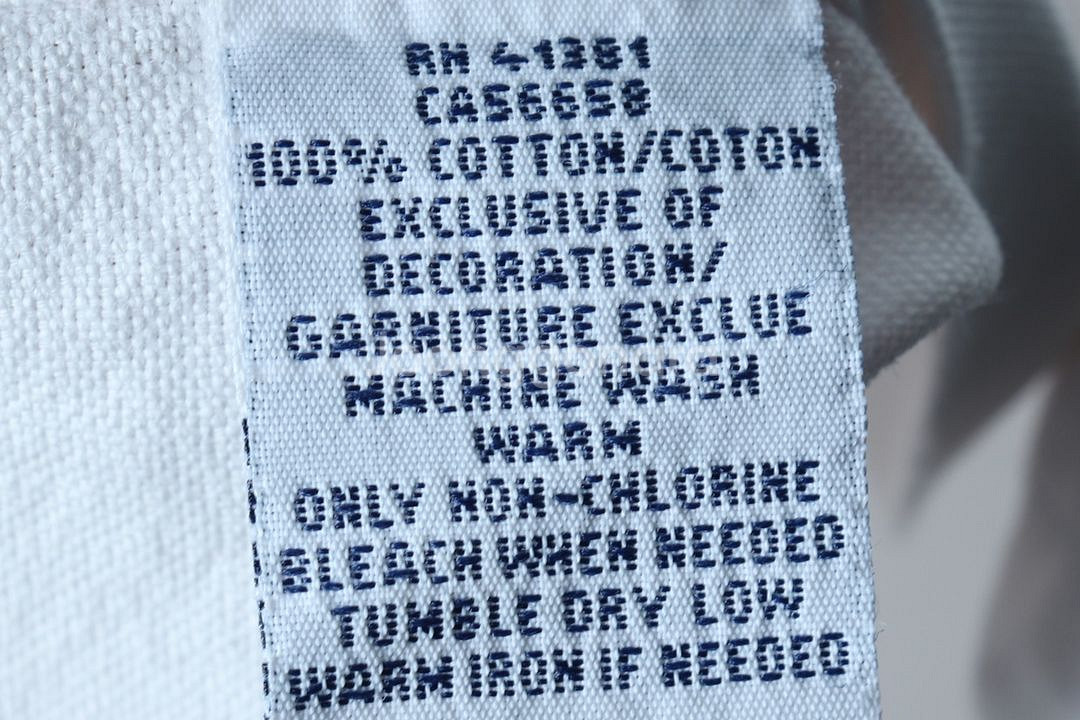 RN 41381
CA56650
100% COTTON/COTON
EXCLUSIVE OF
DECORATION/
GARNITURE EXCLUE
MACHINE WASH
WARM
ONLY NON-CHLORINE
BLEACH WHEN NEEDED
TUMBLE DRY LOW
WARM IRON IF NEEDED